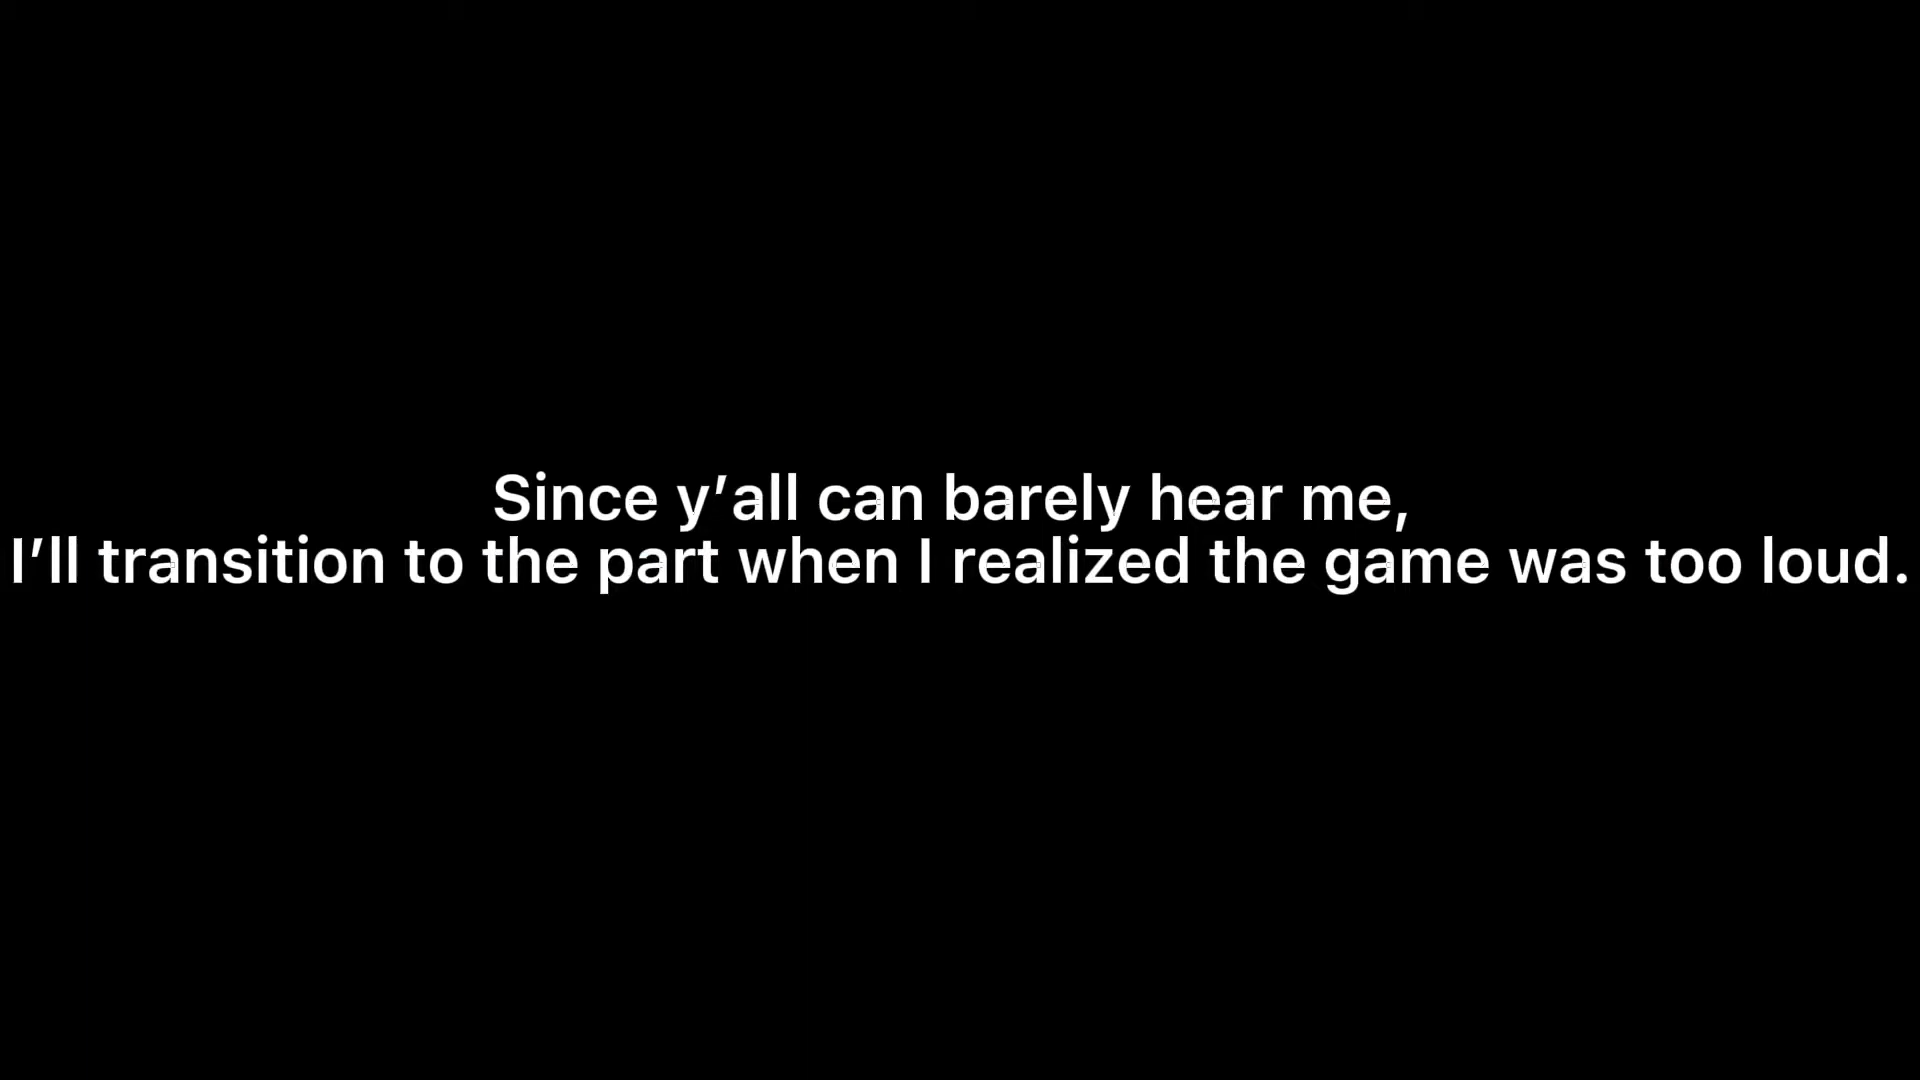 Since y’all can barely hear me,
I’ll transition to the part when I realized the game was too loud.